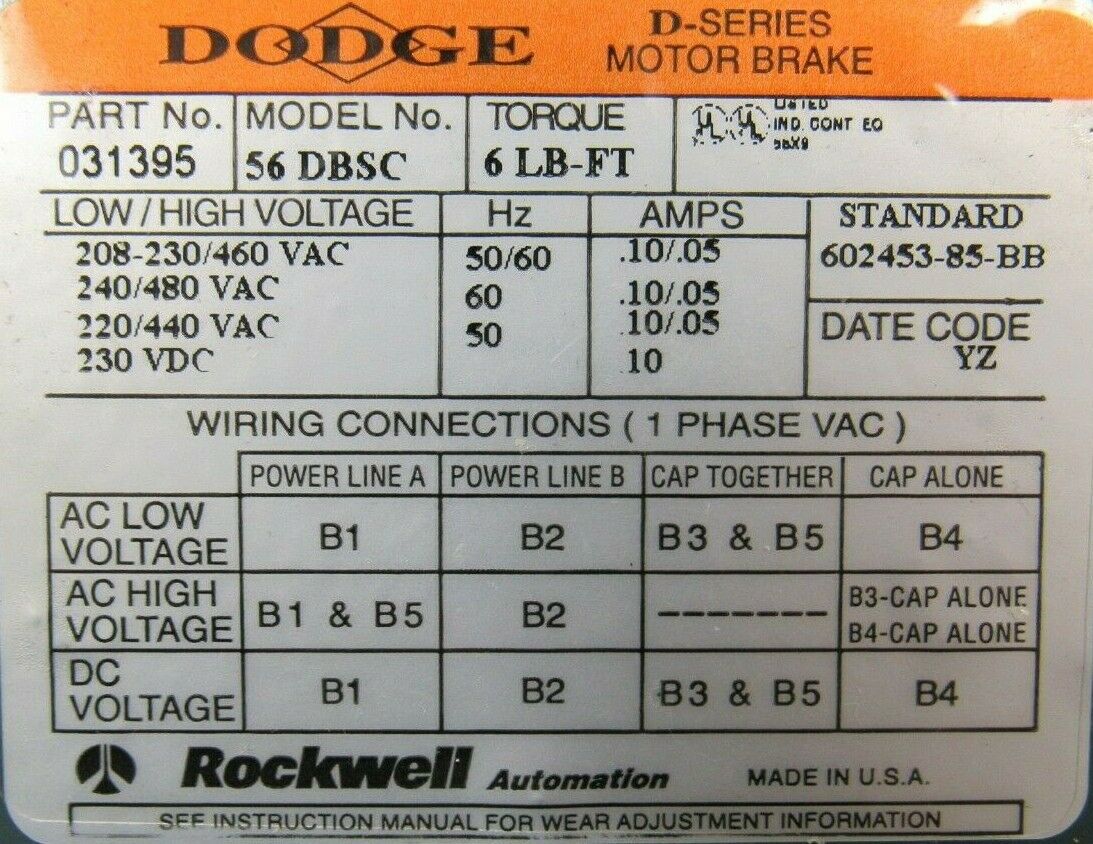 DODGE
D-SERIES
MOTOR BRAKE
PART No. MODEL No. TORQUE
031395 56 DBSC 6 LB-FT
LISTED
IND. CONT EQ
LOW / HIGH VOLTAGE Hz AMPS STANDARD
208-230/460 VAC 50/60 .10/.05 602453-85-BB
240/480 VAC 60 .10/.05
220/440 VAC 50 .10/.05 DATE CODE
230 VDC 10 YZ
WIRING CONNECTIONS ( 1 PHASE VAC )
POWER LINE A POWER LINE B CAP TOGETHER CAP ALONE
AC LOW VOLTAGE B1 B2 B3 & B5 B4
AC HIGH VOLTAGE B1 & B5 B2 ------- B3-CAP ALONE
B4-CAP ALONE
DC VOLTAGE B1 B2 B3 & B5 B4
Rockwell Automation MADE IN U.S.A.
SEE INSTRUCTION MANUAL FOR WEAR ADJUSTMENT INFORMATION